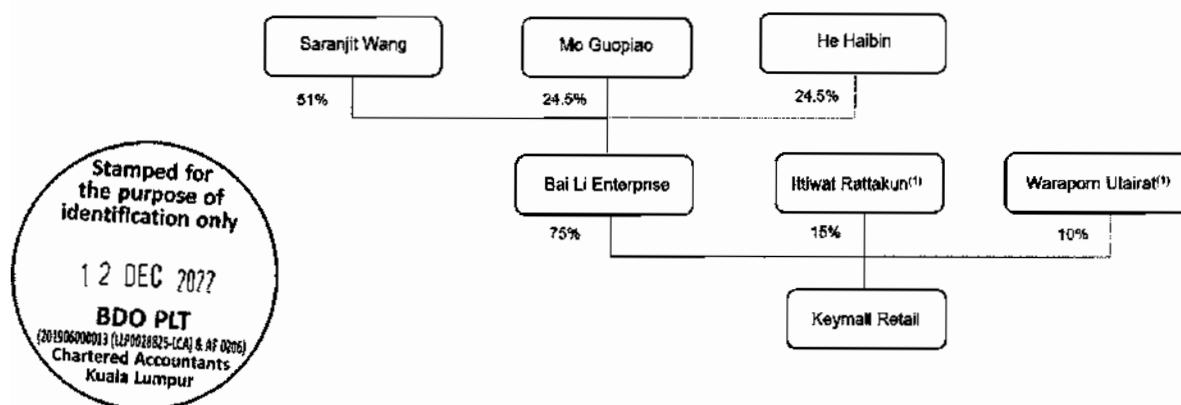 Saranjit Wang
Mo Guopiao
He Haibin
51%
24.5%
24.5%
Bai Li Enterprise
Ittiwat Rattakun(1)
Waraporn Utairat(1)
75%
15%
10%
Keymall Retail
Stamped for
the purpose of
identification only
12 DEC 2022
BDO PLT
(201906000013 (LLP0018825-LCA) & AF 0206)
Chartered Accountants
Kuala Lumpur